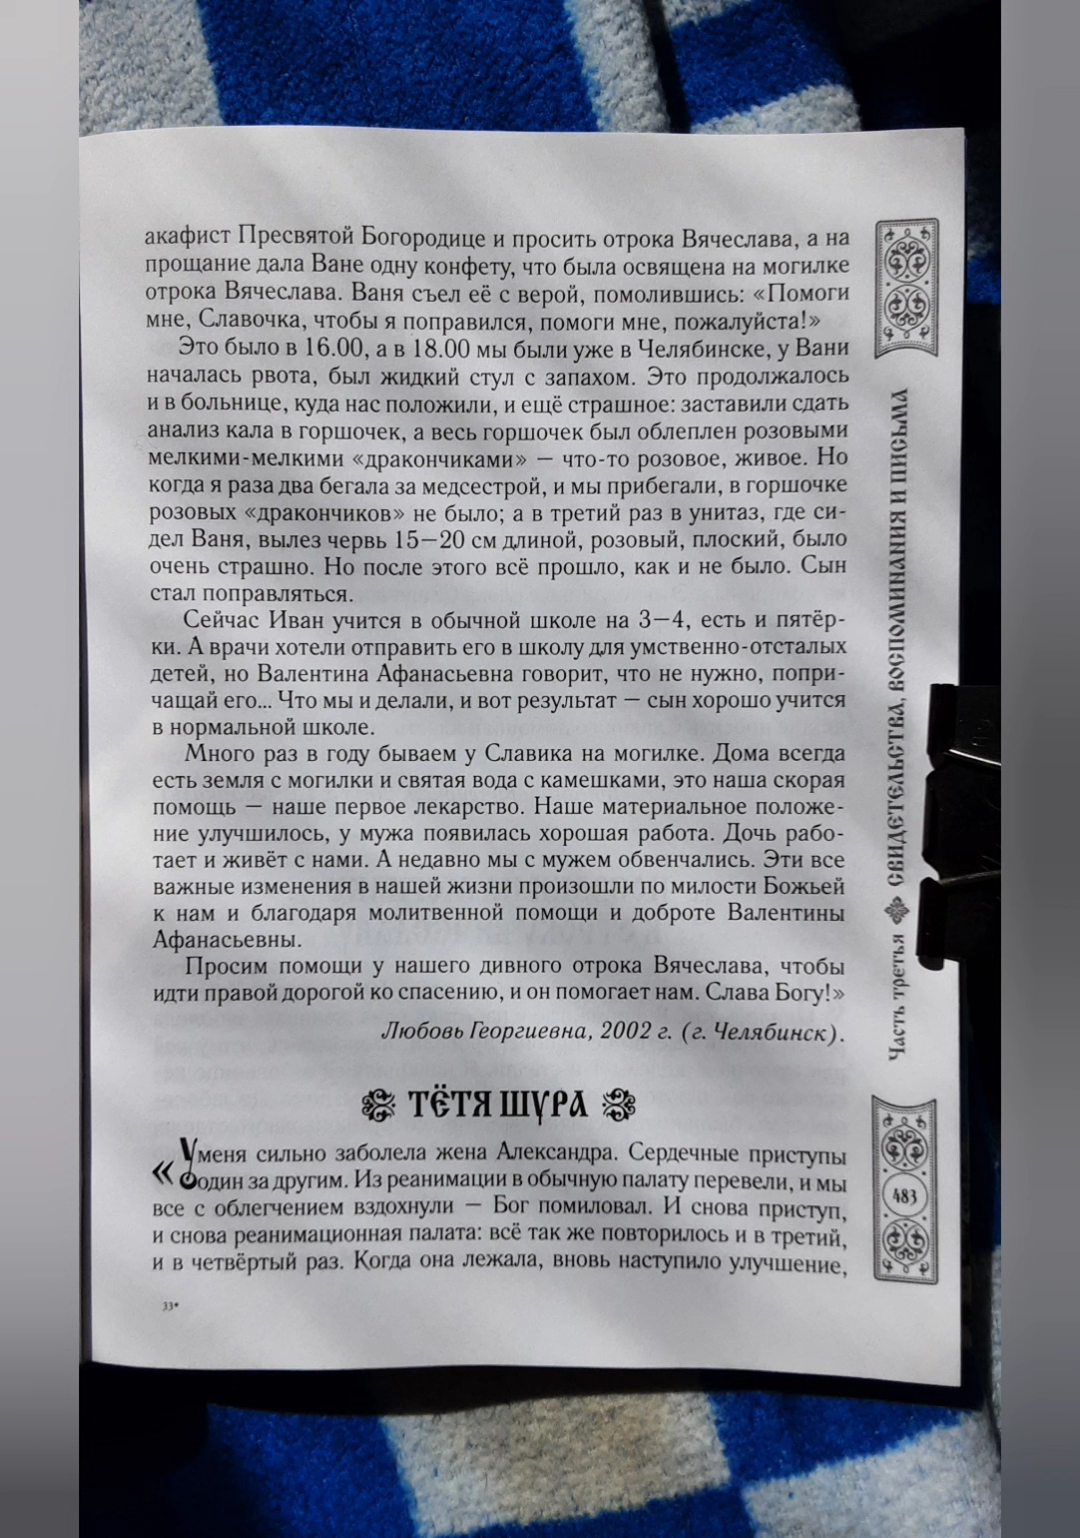 акафист Пресвятой Богородице и просить отрока Вячеслава, а на
прощание дала Ване одну конфету, что была освящена на могилке
отрока Вячеслава. Ваня съел её с верой, помолившись: «Помоги
мне, Славочка, чтобы я поправился, помоги мне, пожалуйста!»
Это было в 16.00, а в 18.00 мы были уже в Челябинске, у Вани
началась рвота, был жидкий стул с запахом. Это продолжалось
и в больнице, куда нас положили, и ещё страшное: заставили сдать
анализ кала в горшочек, а весь горшочек был облеплен розовыми
мелкими-мелкими «дракончиками» — что-то розовое, живое. Но
когда я раза два бегала за медсестрой, и мы прибегали, в горшочке
розовых «дракончиков» не было; а в третий раз в унитаз, где си-
дел Ваня, вылез червь 15—20 см длиной, розовый, плоский, было
очень страшно. Но после этого всё прошло, как и не было. Сын
стал поправляться.
Сейчас Иван учится в обычной школе на 3—4, есть и пятёр-
ки. А врачи хотели отправить его в школу для умственно-отсталых
детей, но Валентина Афанасьевна говорит, что не нужно, попри-
чащай его... Что мы и делали, и вот результат — сын хорошо учится
в нормальной школе.
Много раз в году бываем у Славика на могилке. Дома всегда
есть земля с могилки и святая вода с камешками, это наша скорая
помощь — наше первое лекарство. Наше материальное положе-
ние улучшилось, у мужа появилась хорошая работа. Дочь рабо-
тает и живёт с нами. А недавно мы с мужем обвенчались. Эти все
важные изменения в нашей жизни произошли по милости Божьей
к нам и благодаря молитвенной помощи и доброте Валентины
Афанасьевны.
Просим помощи у нашего дивного отрока Вячеслава, чтобы
идти правой дорогой ко спасению, и он помогает нам. Слава Богу!»
Любовь Георгиевна, 2002 г. (г. Челябинск).
ТЁТЯ ШУРА
«У меня сильно заболела жена Александра. Сердечные приступы
один за другим. Из реанимации в обычную палату перевели, и мы
все с облегчением вздохнули — Бог помиловал. И снова приступ,
и снова реанимационная палата: всё так же повторилось и в третий,
и в четвёртый раз. Когда она лежала, вновь наступило улучшение,
33*
Часть третья СВИДЕТЕЛЬСТВА, ВОСПОМИНАНИЯ И ПИСЬМА
483